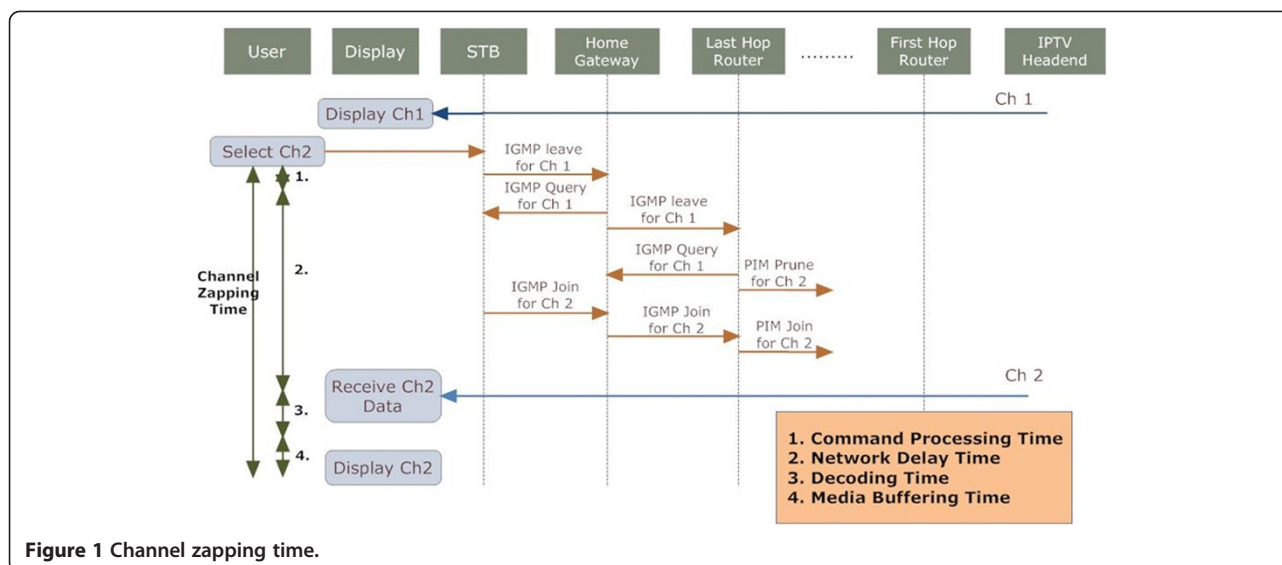 User
Display
STB
Home
Gateway
Last Hop
Router
.........
First Hop
Router
IPTV
Headend
Ch 1
Display Ch1
Select Ch2
IGMP leave
for Ch 1
1.
IGMP Query
for Ch 1
IGMP leave
for Ch 1
IGMP Query
for Ch 1
PIM Prune
for Ch 2
2.
Channel
Zapping
Time
IGMP Join
for Ch 2
IGMP Join
for Ch 2
PIM Join
for Ch 2
Ch 2
Receive Ch2
Data
3.
4.
Display Ch2
1. Command Processing Time
2. Network Delay Time
3. Decoding Time
4. Media Buffering Time
Figure 1 Channel zapping time.